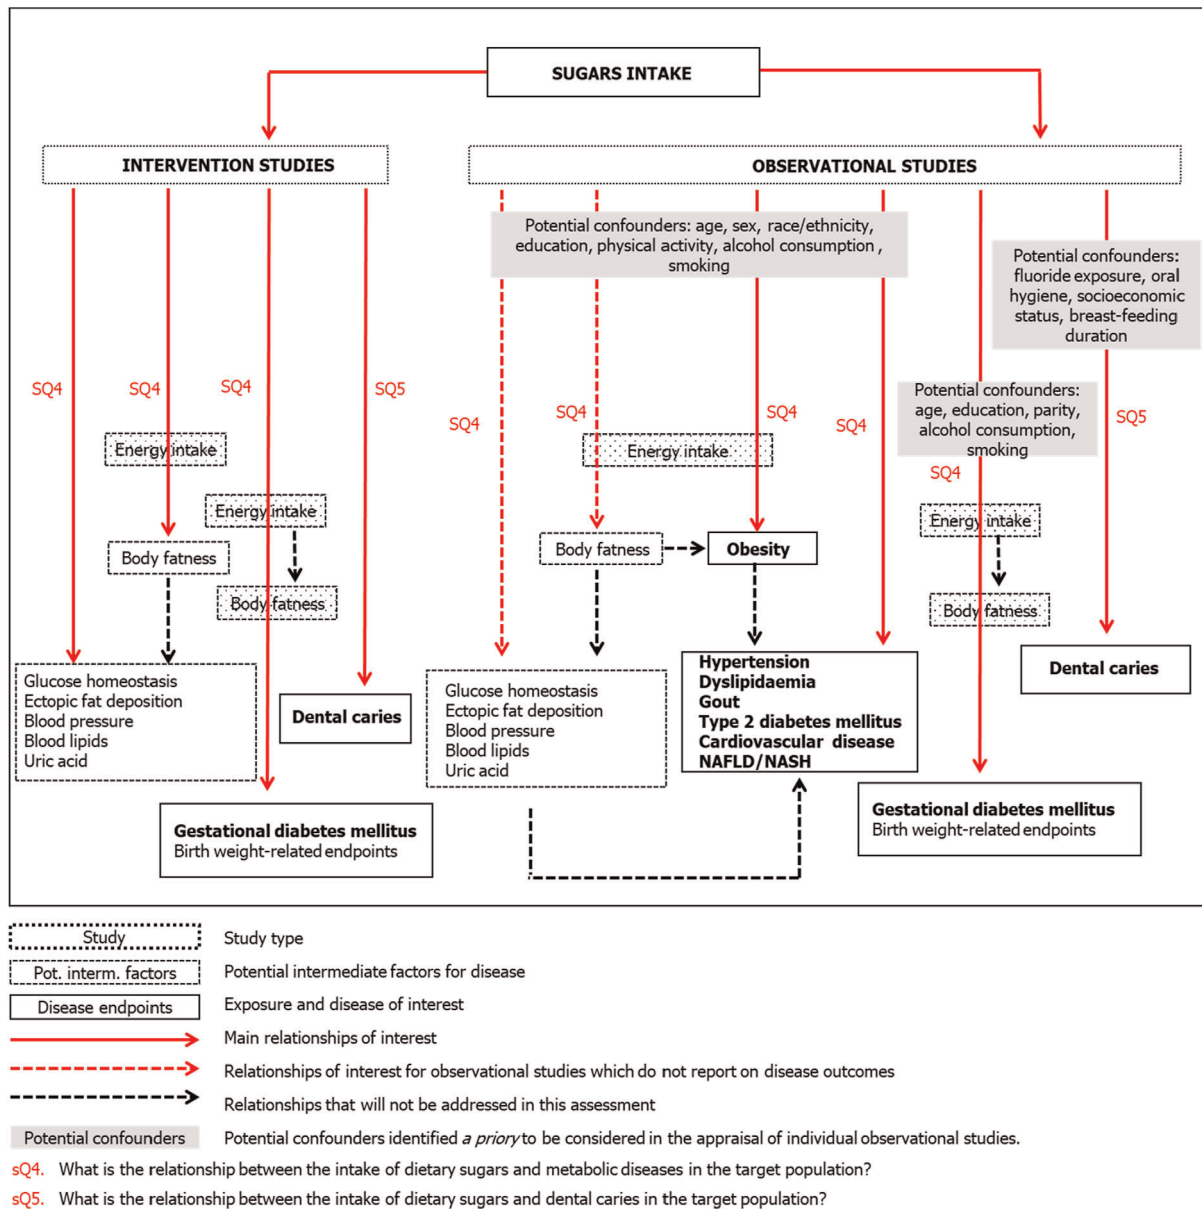 SUGARS INTAKE
INTERVENTION STUDIES
OBSERVATIONAL STUDIES
Potential confounders: age, sex, race/ethnicity,
education, physical activity, alcohol consumption ,
smoking
Potential confounders:
fluoride exposure, oral
hygiene, socioeconomic
status, breast-feeding
duration
SQ4
SQ4
SQ4
SQ5
SQ4
SQ4
SQ4
SQ4
Potential confounders:
age, education, parity,
alcohol consumption,
smoking
SQ4
SQ5
Energy intake
Energy intake
Body fatness
Body fatness
Energy intake
Body fatness
Obesity
Energy intake
Body fatness
Glucose homeostasis
Ectopic fat deposition
Blood pressure
Blood lipids
Uric acid
Dental caries
Glucose homeostasis
Ectopic fat deposition
Blood pressure
Blood lipids
Uric acid
Hypertension
Dyslipidaemia
Gout
Type 2 diabetes mellitus
Cardiovascular disease
NAFLD/NASH
Dental caries
Gestational diabetes mellitus
Birth weight-related endpoints
Gestational diabetes mellitus
Birth weight-related endpoints
Study Study type
Pot. interm. factors Potential intermediate factors for disease
Disease endpoints Exposure and disease of interest
Main relationships of interest
Relationships of interest for observational studies which do not report on disease outcomes
Relationships that will not be addressed in this assessment
Potential confounders Potential confounders identified a priory to be considered in the appraisal of individual observational studies.
sQ4. What is the relationship between the intake of dietary sugars and metabolic diseases in the target population?
sQ5. What is the relationship between the intake of dietary sugars and dental caries in the target population?